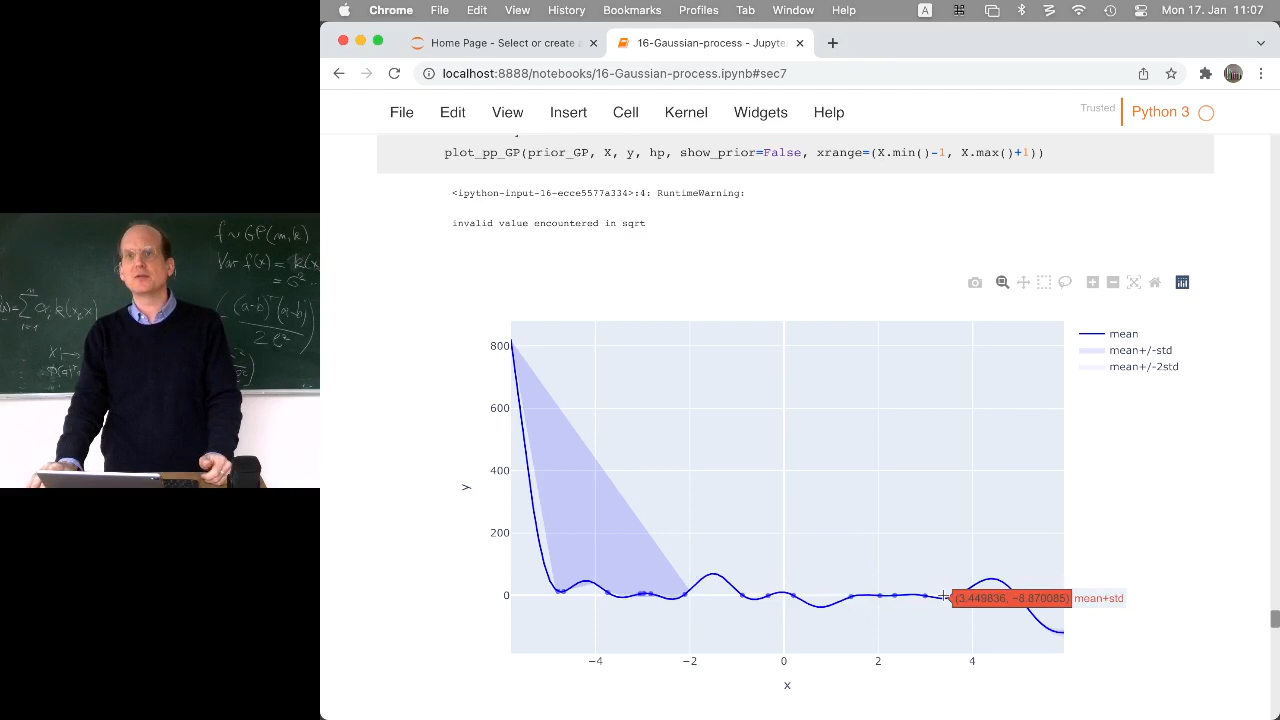 Chrome File Edit View History Bookmarks Profiles Tab Window Help A Mon 17. Jan 11:07
Home Page - Select or create a 16-Gaussian-process - Jupyte
localhost:8888/notebooks/16-Gaussian-process.ipynb#sec7
File Edit View Insert Cell Kernel Widgets Help Trusted Python 3
plot_pp_GP(prior_GP, X, y, hp, show_prior=False, xrange=(X.min()-1, X.max()+1))
<ipython-input-16-ecce5577a334>:4: RuntimeWarning:
invalid value encountered in sqrt
f ~ GP(m,k)
Var f(x) = k(x
= σ²
(a-b)ᵀ(a-b)
2ℓ²
mean
mean+/-std
mean+/-2std
800
600
400
200
0
y
(3.449836, −8.870085) mean+std
−4 −2 0 2 4
x